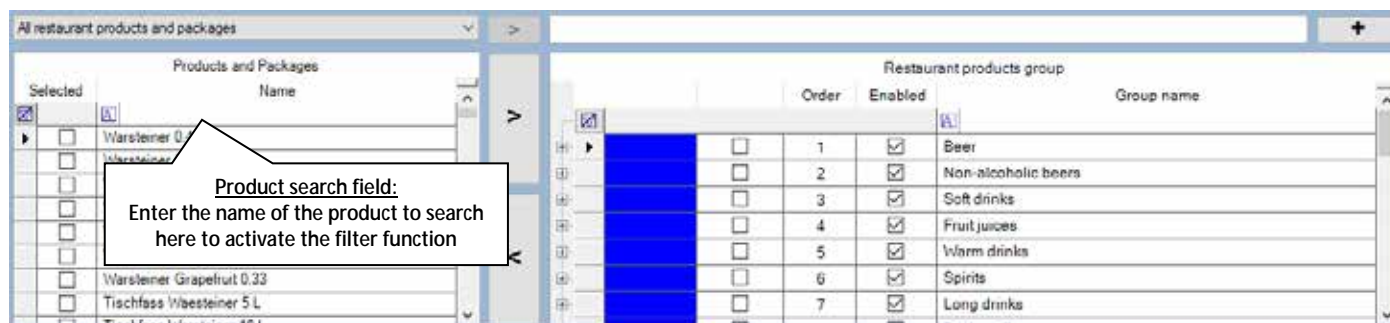 All restaurant products and packages
>
+
Products and Packages
Restaurant products group
Selected
Name
Order
Enabled
Group name
>
Warsteiner 0.4
1
Beer
Warsteiner
2
Non-alcoholic beers
3
Soft drinks
Product search field:
Enter the name of the product to search
here to activate the filter function
4
Fruit juices
<
5
Warm drinks
Warsteiner Grapefruit 0.33
6
Spirits
Tischfass Waesteiner 5 L
7
Long drinks